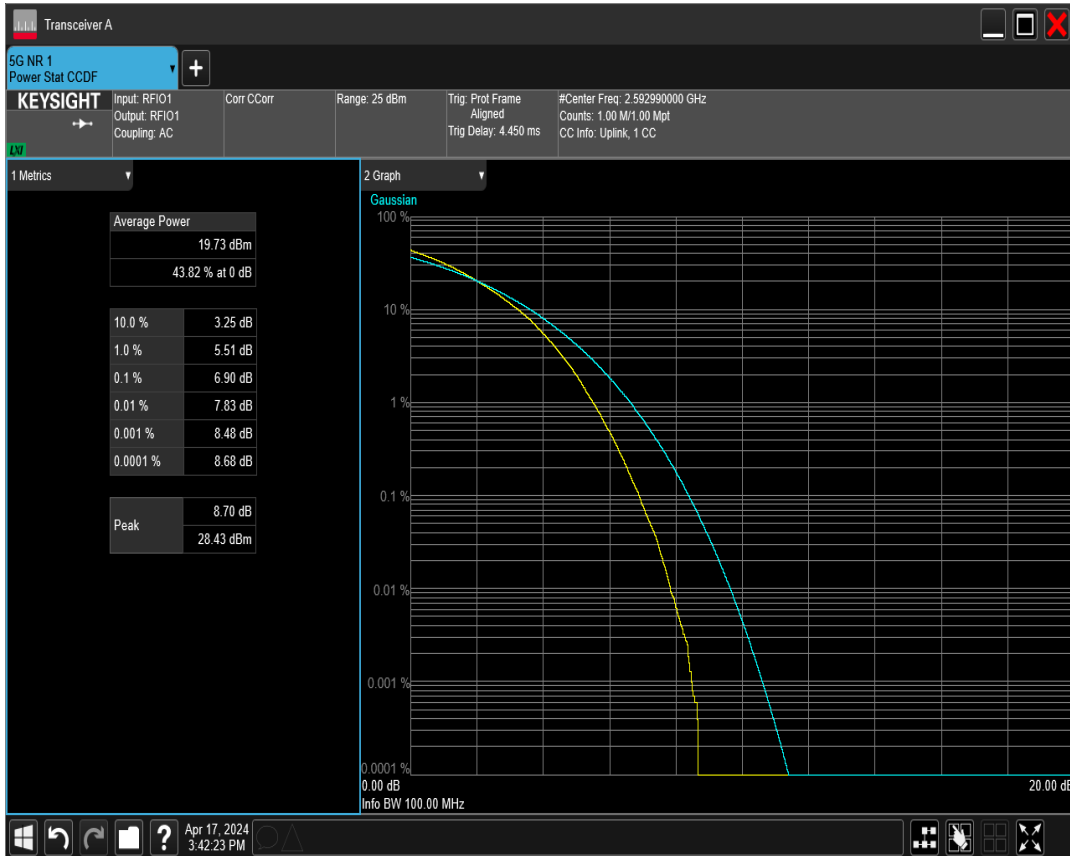 Transceiver A
5G NR 1
Power Stat CCDF
KEYSIGHT
LXI
Input: RFIO1
Output: RFIO1
Coupling: AC
Corr CCorr
Range: 25 dBm
Trig: Prot Frame
Aligned
Trig Delay: 4.450 ms
#Center Freq: 2.592990000 GHz
Counts: 1.00 M/1.00 Mpt
CC Info: Uplink, 1 CC
1 Metrics
Average Power
19.73 dBm
43.82 % at 0 dB
10.0 % 3.25 dB
1.0 % 5.51 dB
0.1 % 6.90 dB
0.01 % 7.83 dB
0.001 % 8.48 dB
0.0001 % 8.68 dB
Peak
8.70 dB
28.43 dBm
2 Graph
Gaussian
100 %
10 %
1 %
0.1 %
0.01 %
0.001 %
0.0001 %
0.00 dB
20.00 dB
Info BW 100.00 MHz
?
Apr 17, 2024
3:42:23 PM